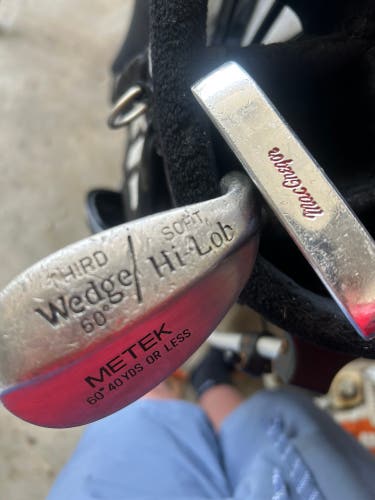 MacGregor
THIRD SOFT
Wedge/Hi-Lob
60°
METEK
60° 40 YDS OR LESS